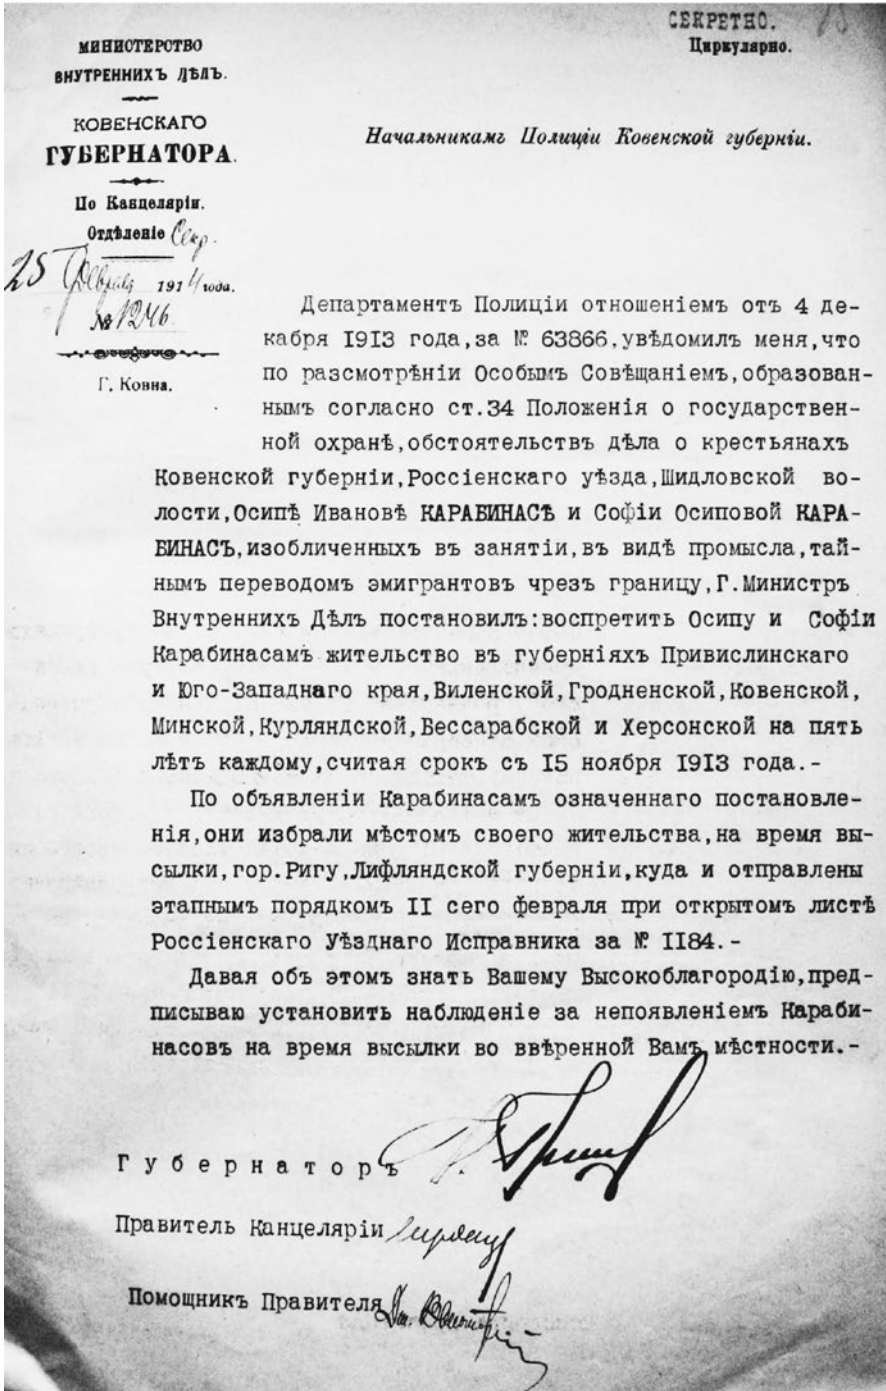 СЕКРЕТНО.
Циркулярно.
МИНИСТЕРСТВО
ВНУТРЕННИХЪ ДѢЛЪ.
КОВЕНСКАГО
ГУБЕРНАТОРА.
По Канцеляріи.
Отдѣленіе Секр.
25 Февраля 1914 года.
№ 1246
Г. Ковна.
Начальникамъ Полиціи Ковенской губерніи.
Департаментъ Полиціи отношеніемъ отъ 4 де-
кабря 1913 года, за № 63866, увѣдомилъ меня, что
по разсмотрѣніи Особымъ Совѣщаніемъ, образован-
нымъ согласно ст.34 Положенія о государствен-
ной охранѣ, обстоятельствъ дѣла о крестьянахъ
Ковенской губерніи, Россіенскаго уѣзда, Шидловской во-
лости, Осипѣ Ивановѣ КАРАБИНАСѢ и Софіи Осиповой КАРА-
БИНАСЪ, изобличенныхъ въ занятіи, въ видѣ промысла, тай-
нымъ переводомъ эмигрантовъ чрезъ границу, Г.Министръ
Внутреннихъ Дѣлъ постановилъ: воспретить Осипу и Софіи
Карабинасамъ жительство въ губерніяхъ Привислинскаго
и Юго-Западнаго края, Виленской, Гродненской, Ковенской,
Минской, Курляндской, Бессарабской и Херсонской на пять
лѣтъ каждому, считая срокъ съ 15 ноября 1913 года.-
По объявленіи Карабинасамъ означеннаго постановле-
нія, они избрали мѣстомъ своего жительства, на время вы-
сылки, гор.Ригу, Лифляндской губерніи, куда и отправлены
этапнымъ порядкомъ II сего февраля при открытомъ листѣ
Россіенскаго Уѣзднаго Исправника за № II84.-
Давая объ этомъ знать Вашему Высокоблагородію, пред-
писываю установить наблюденіе за непоявленіемъ Караби-
насовъ на время высылки во ввѣренной Вамъ мѣстности.-
Губернаторъ
Правитель Канцеляріи
Помощникъ Правителя